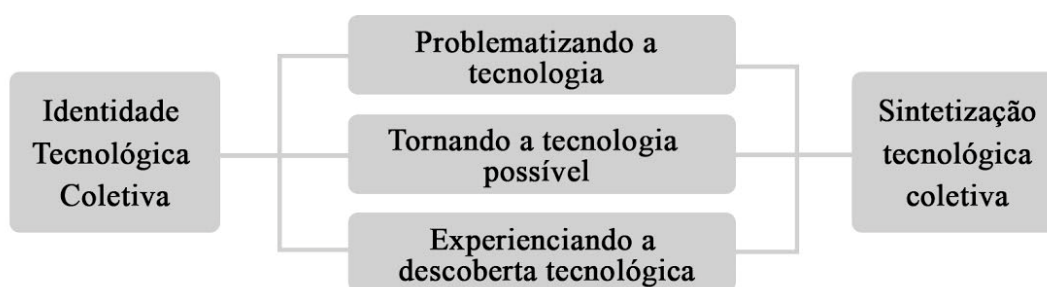 Identidade
Tecnológica
Coletiva
Problematizando a
tecnologia
Tornando a tecnologia
possível
Experienciando a
descoberta tecnológica
Sintetização
tecnológica
coletiva